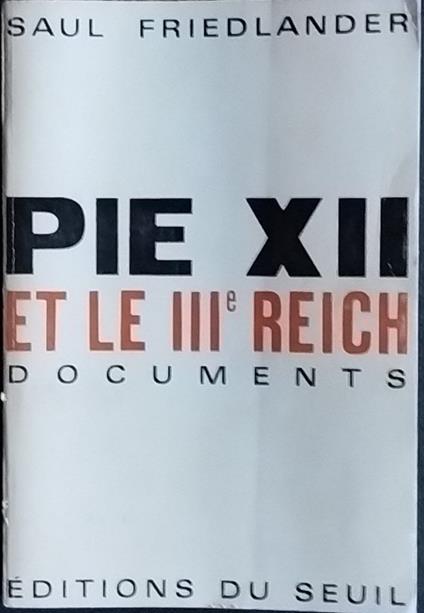 SAUL FRIEDLANDER
PIE XII
ET LE IIIe REICH
DOCUMENTS
ÉDITIONS DU SEUIL